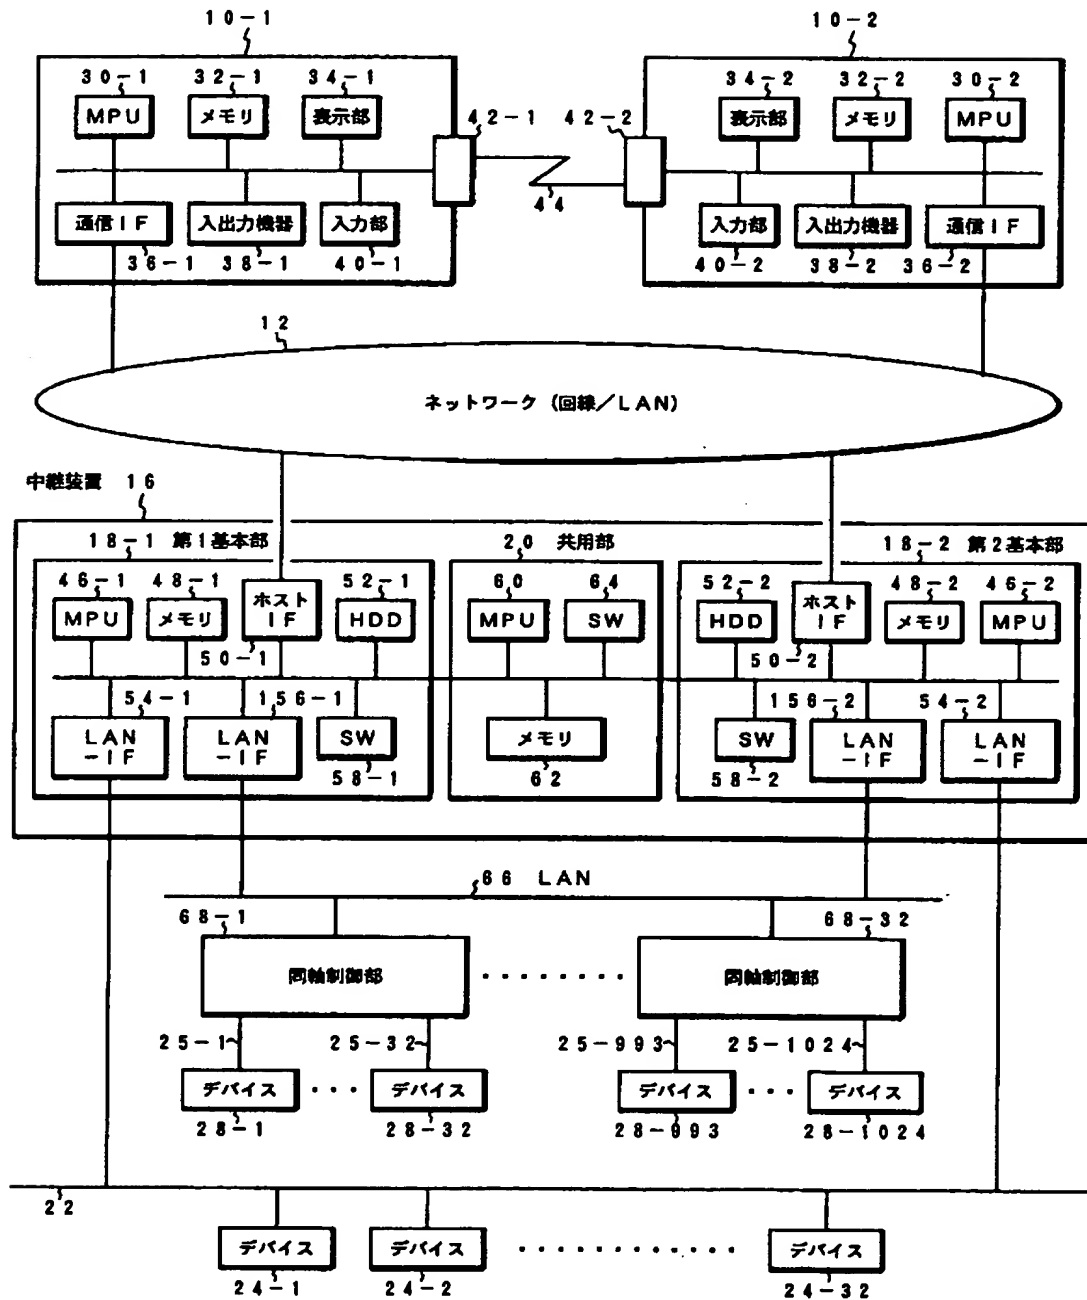 10-1 10-2
30-1 32-1 34-1 34-2 32-2 30-2
MPU メモリ 表示部 42-1 42-2 表示部 メモリ MPU
44
通信IF 入出力機器 入力部 入力部 入出力機器 通信IF
36-1 38-1 40-1 40-2 38-2 36-2
12
ネットワーク (回線/LAN)
中継装置 16
18-1 第1基本部 20 共用部 18-2 第2基本部
46-1 48-1 52-1 60 64 52-2 48-2 46-2
MPU メモリ ホストIF HDD MPU SW HDD ホストIF メモリ MPU
50-1 50-2
54-1 156-1 156-2 54-2
LAN-IF LAN-IF SW メモリ SW LAN-IF LAN-IF
58-1 62 58-2
66 LAN
68-1 68-32
同軸制御部 同軸制御部
25-1 25-32 25-993 25-1024
デバイス デバイス デバイス デバイス
28-1 28-32 28-993 28-1024
22
デバイス デバイス デバイス
24-1 24-2 24-32